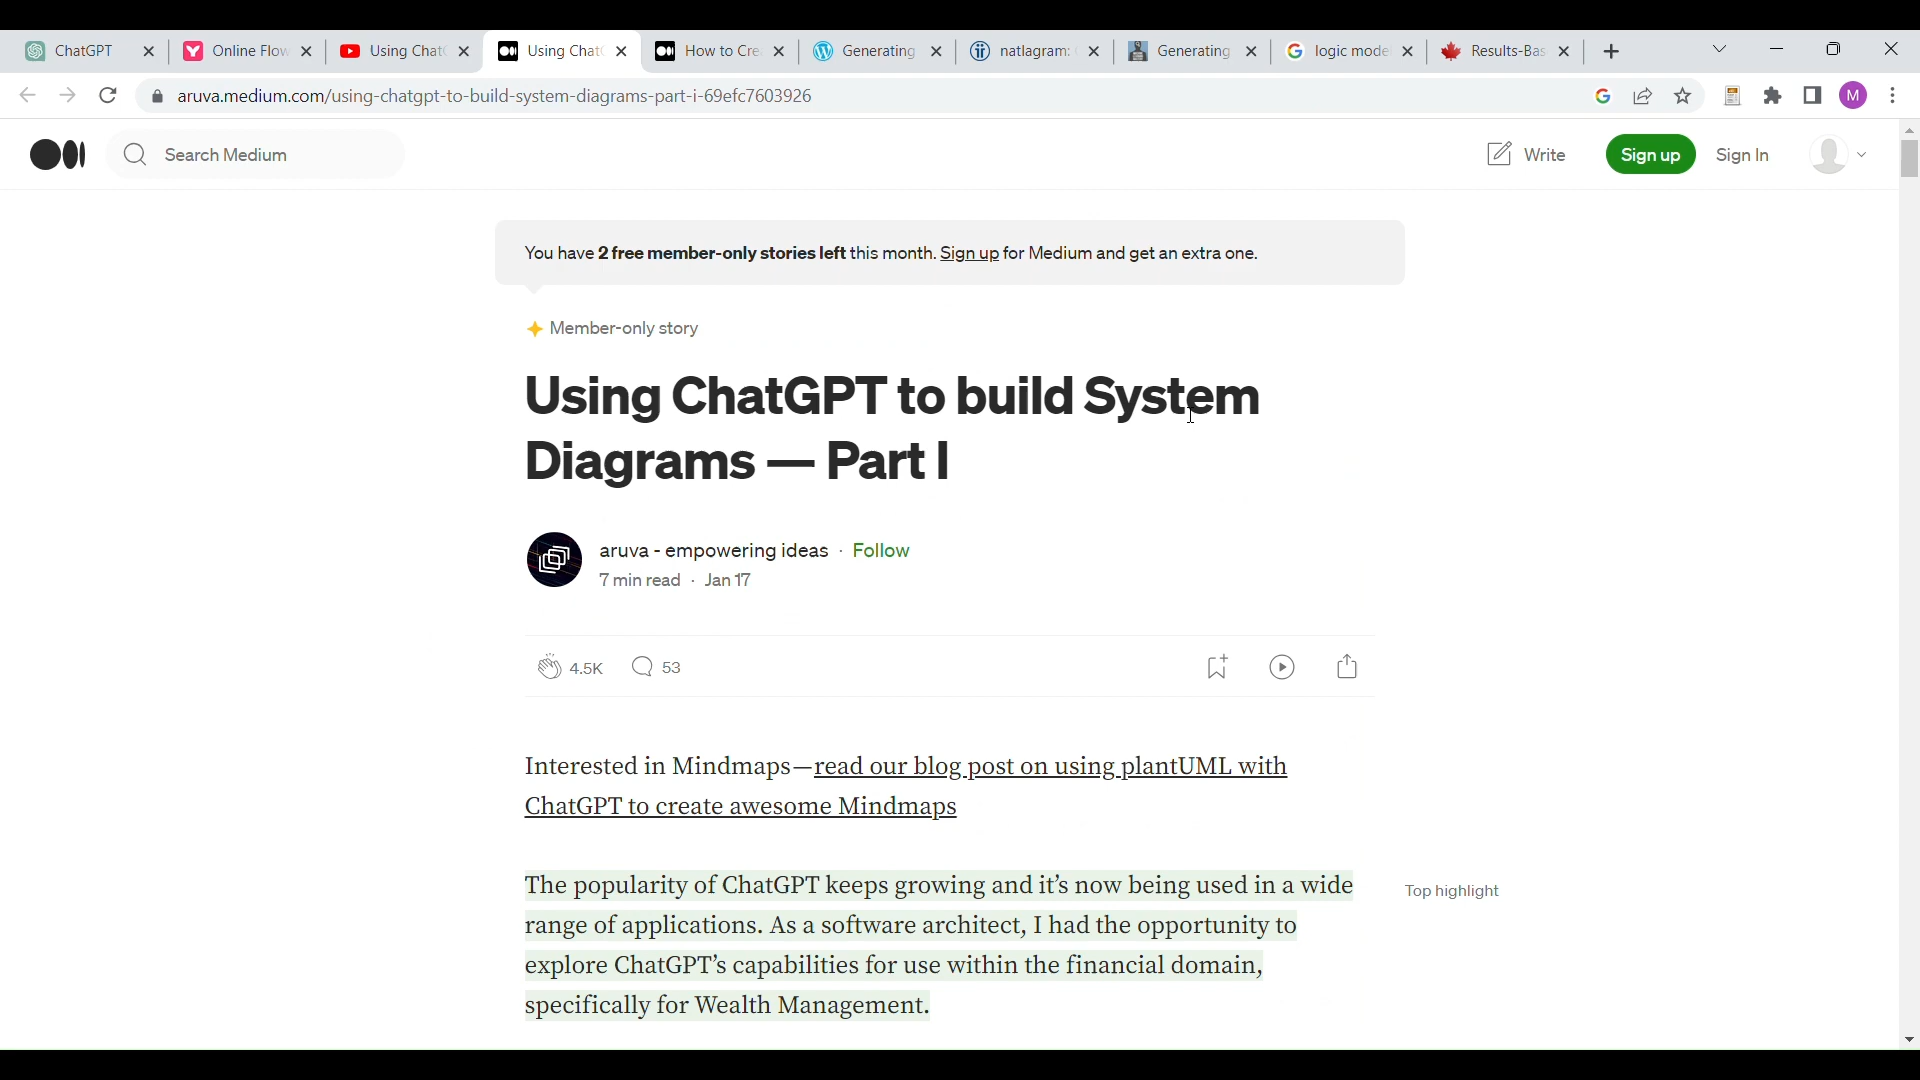 ChatGPT
Online Flow
Using Chat
Using Chat
How to Cre
Generating
natlagram:
Generating
logic model
Results-Bas
aruva.medium.com/using-chatgpt-to-build-system-diagrams-part-i-69efc7603926
M
Search Medium
Write
Sign up
Sign In
You have 2 free member-only stories left this month. Sign up for Medium and get an extra one.
Member-only story
Using ChatGPT to build System
Diagrams — Part I
aruva - empowering ideas · Follow
7 min read · Jan 17
4.5K
53
Interested in Mindmaps—read our blog post on using plantUML with
ChatGPT to create awesome Mindmaps
The popularity of ChatGPT keeps growing and it’s now being used in a wide
Top highlight
range of applications. As a software architect, I had the opportunity to
explore ChatGPT’s capabilities for use within the financial domain,
specifically for Wealth Management.